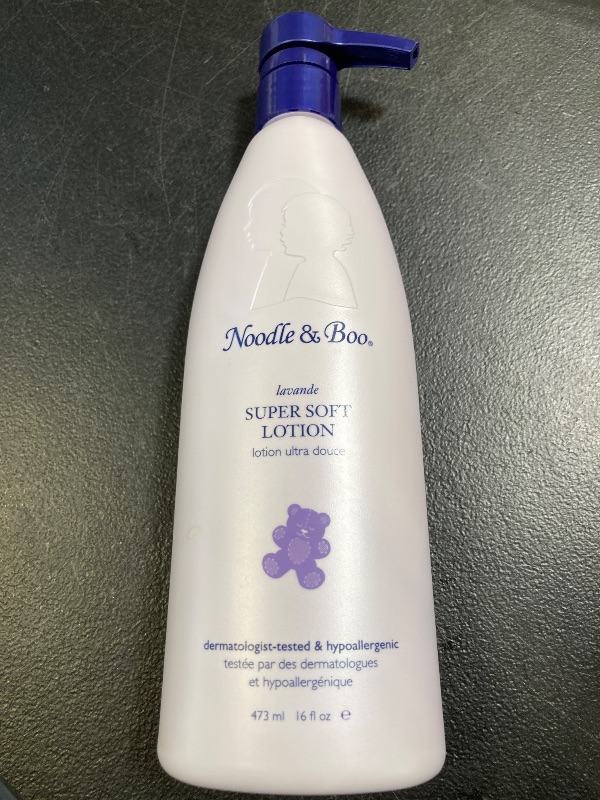 Noodle & Boo®
lavande
SUPER SOFT
LOTION
lotion ultra douce
dermatologist-tested & hypoallergenic
testée par des dermatologues
et hypoallergénique
473 ml 16 fl oz ℮